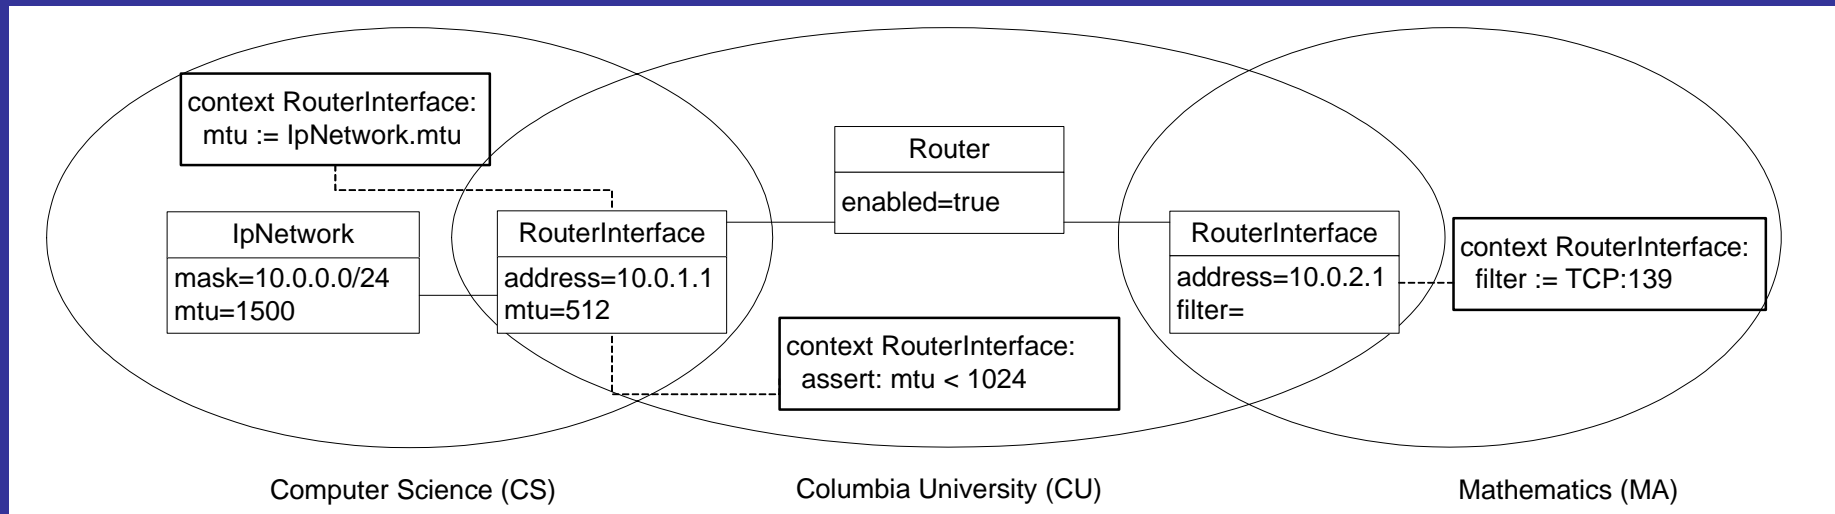 context RouterInterface:
mtu := IpNetwork.mtu
Router
enabled=true
IpNetwork
mask=10.0.0.0/24
mtu=1500
RouterInterface
address=10.0.1.1
mtu=512
RouterInterface
address=10.0.2.1
filter=
context RouterInterface:
filter := TCP:139
context RouterInterface:
assert: mtu < 1024
Computer Science (CS)
Columbia University (CU)
Mathematics (MA)